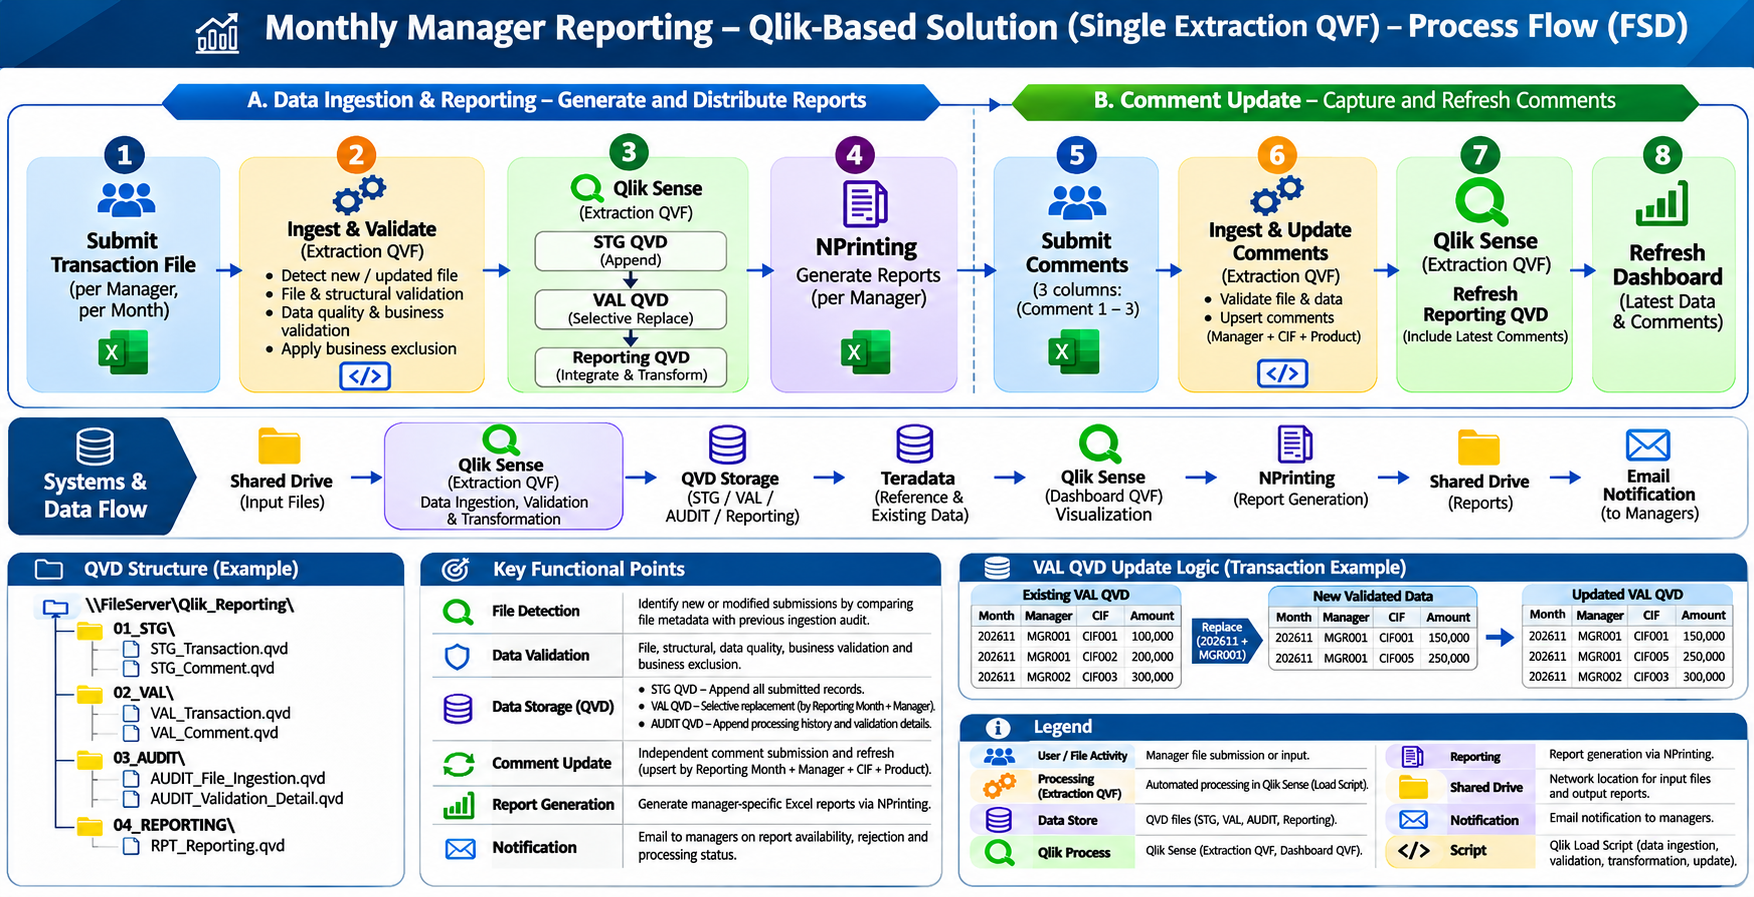 Monthly Manager Reporting – Qlik-Based Solution (Single Extraction QVF) – Process Flow (FSD)
A. Data Ingestion & Reporting – Generate and Distribute Reports
B. Comment Update – Capture and Refresh Comments
1
Submit
Transaction File
(per Manager,
per Month)
X
2
Ingest & Validate
(Extraction QVF)
• Detect new / updated file
• File & structural validation
• Data quality & business
validation
• Apply business exclusion
</>
3
Qlik Sense
(Extraction QVF)
STG QVD
(Append)
VAL QVD
(Selective Replace)
Reporting QVD
(Integrate & Transform)
4
NPrinting
Generate Reports
(per Manager)
X
5
Submit
Comments
(3 columns:
(Comment 1 – 3)
X
6
Ingest & Update
Comments
(Extraction QVF)
• Validate file & data
• Upsert comments
(Manager + CIF + Product)
</>
7
Qlik Sense
(Extraction QVF)
Refresh
Reporting QVD
(Include Latest Comments)
8
Refresh
Dashboard
(Latest Data
& Comments)
Systems &
Data Flow
Shared Drive
(Input Files)
Qlik Sense
(Extraction QVF)
Data Ingestion, Validation
& Transformation
QVD Storage
(STG / VAL /
AUDIT / Reporting)
Teradata
(Reference &
Existing Data)
Qlik Sense
(Dashboard QVF)
Visualization
NPrinting
(Report Generation)
Shared Drive
(Reports)
Email
Notification
(to Managers)
QVD Structure (Example)
\\FileServer\Qlik_Reporting\
01_STG\
STG_Transaction.qvd
STG_Comment.qvd
02_VAL\
VAL_Transaction.qvd
VAL_Comment.qvd
03_AUDIT\
AUDIT_File_Ingestion.qvd
AUDIT_Validation_Detail.qvd
04_REPORTING\
RPT_Reporting.qvd
Key Functional Points
File Detection
Identify new or modified submissions by comparing
file metadata with previous ingestion audit.
Data Validation
File, structural, data quality, business validation and
business exclusion.
Data Storage (QVD)
• STG QVD – Append all submitted records.
• VAL QVD – Selective replacement (by Reporting Month + Manager).
• AUDIT QVD – Append processing history and validation details.
Comment Update
Independent comment submission and refresh
(upsert by Reporting Month + Manager + CIF + Product).
Report Generation
Generate manager-specific Excel reports via NPrinting.
Notification
Email to managers on report availability, rejection and
processing status.
VAL QVD Update Logic (Transaction Example)
Existing VAL QVD
Month Manager CIF Amount
202611 MGR001 CIF001 100,000
202611 MGR001 CIF002 200,000
202611 MGR002 CIF003 300,000
Replace
(202611 +
MGR001)
New Validated Data
Month Manager CIF Amount
202611 MGR001 CIF001 150,000
202611 MGR001 CIF005 250,000
Updated VAL QVD
Month Manager CIF Amount
202611 MGR001 CIF001 150,000
202611 MGR001 CIF005 250,000
202611 MGR002 CIF003 300,000
i
Legend
User / File Activity
Manager file submission or input.
Processing
(Extraction QVF)
Automated processing in Qlik Sense (Load Script).
Data Store
QVD files (STG, VAL, AUDIT, Reporting).
Qlik Process
Qlik Sense (Extraction QVF, Dashboard QVF).
Reporting
Report generation via NPrinting.
Shared Drive
Network location for input files
and output reports.
Notification
Email notification to managers.
</>
Script
Qlik Load Script (data ingestion,
validation, transformation, update).